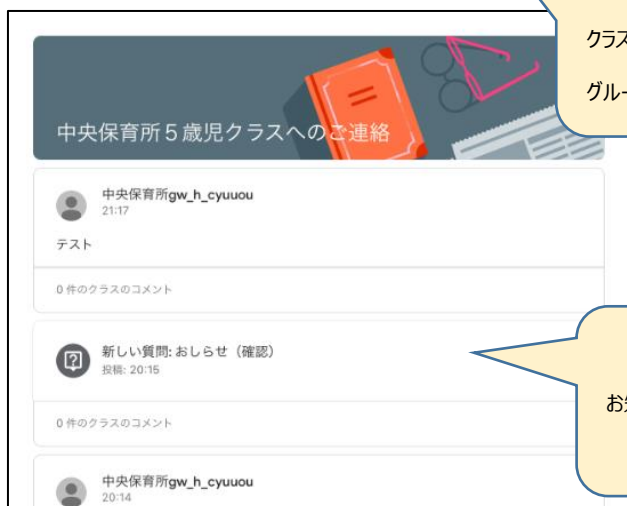 クラス
グルー
中央保育所5歳児クラスへのご連絡
中央保育所gw_h_cyuuou
21:17
テスト
0 件のクラスのコメント
新しい質問: おしらせ（確認）
投稿: 20:15
0 件のクラスのコメント
お
中央保育所gw_h_cyuuou
20:14